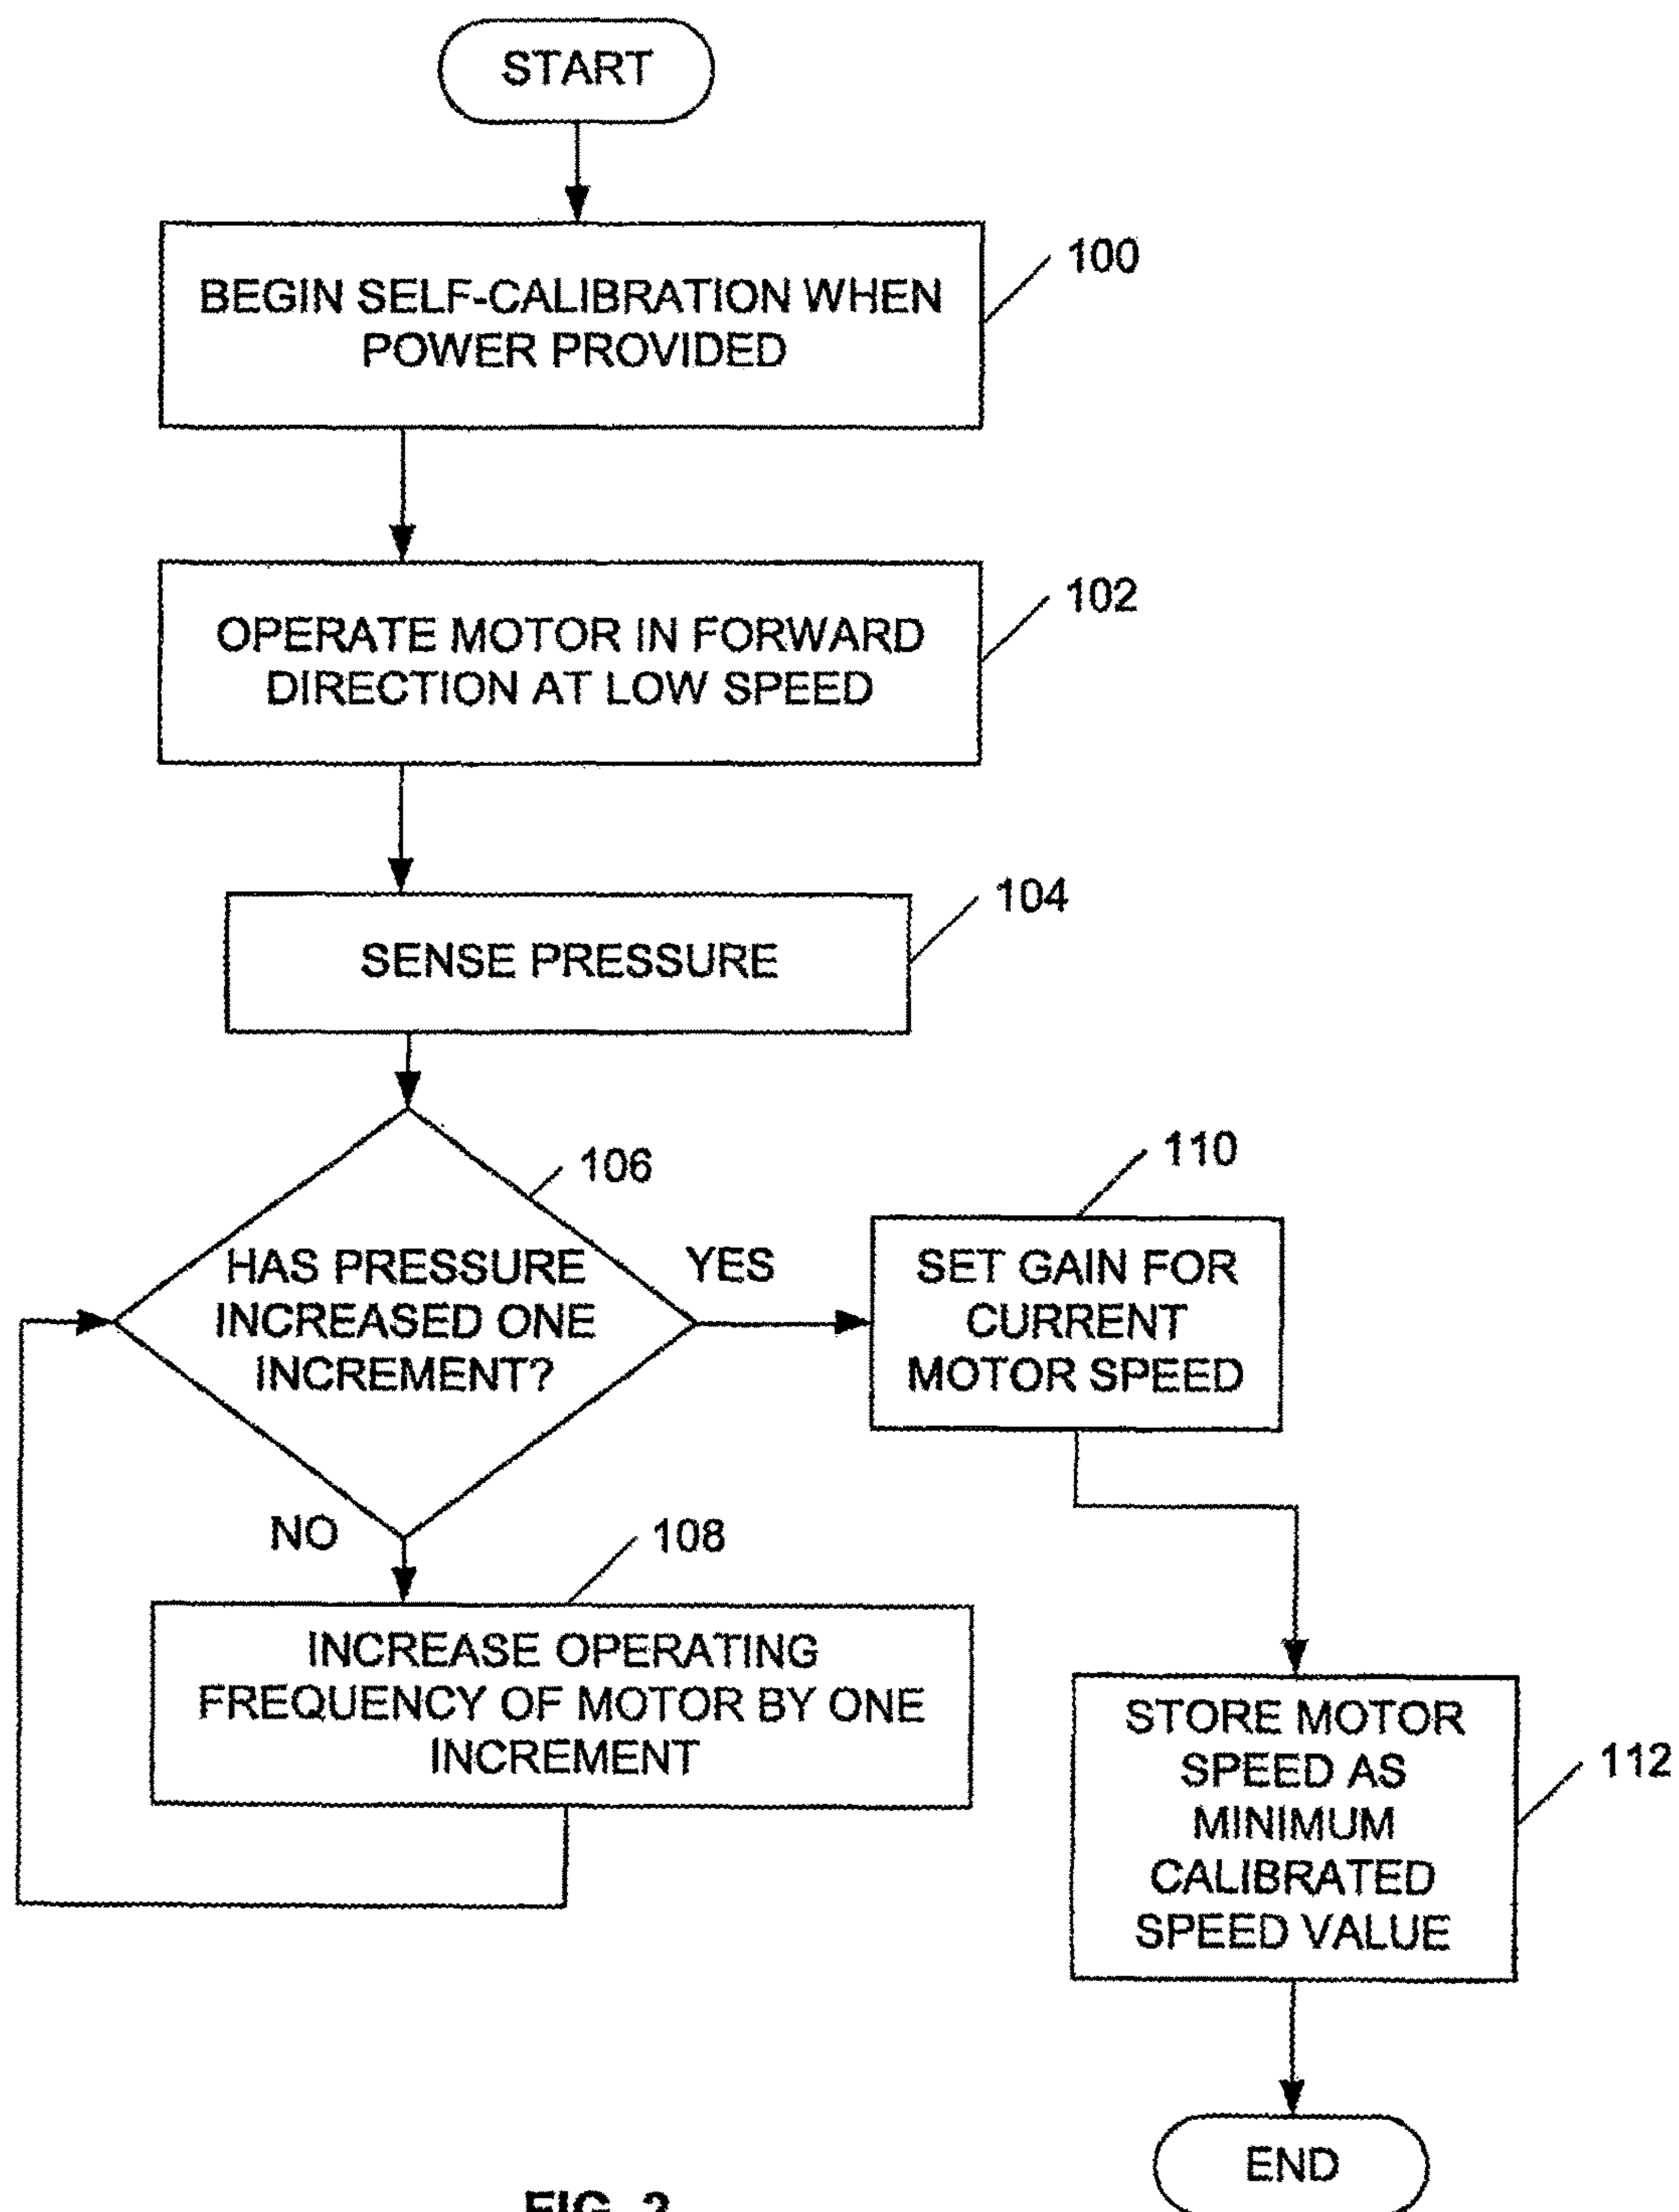 START
100
BEGIN SELF-CALIBRATION WHEN
POWER PROVIDED
102
OPERATE MOTOR IN FORWARD
DIRECTION AT LOW SPEED
104
SENSE PRESSURE
106
HAS PRESSURE
INCREASED ONE
INCREMENT?
YES
110
SET GAIN FOR
CURRENT
MOTOR SPEED
NO
108
INCREASE OPERATING
FREQUENCY OF MOTOR BY ONE
INCREMENT
112
STORE MOTOR
SPEED AS
MINIMUM
CALIBRATED
SPEED VALUE
END
FIG.